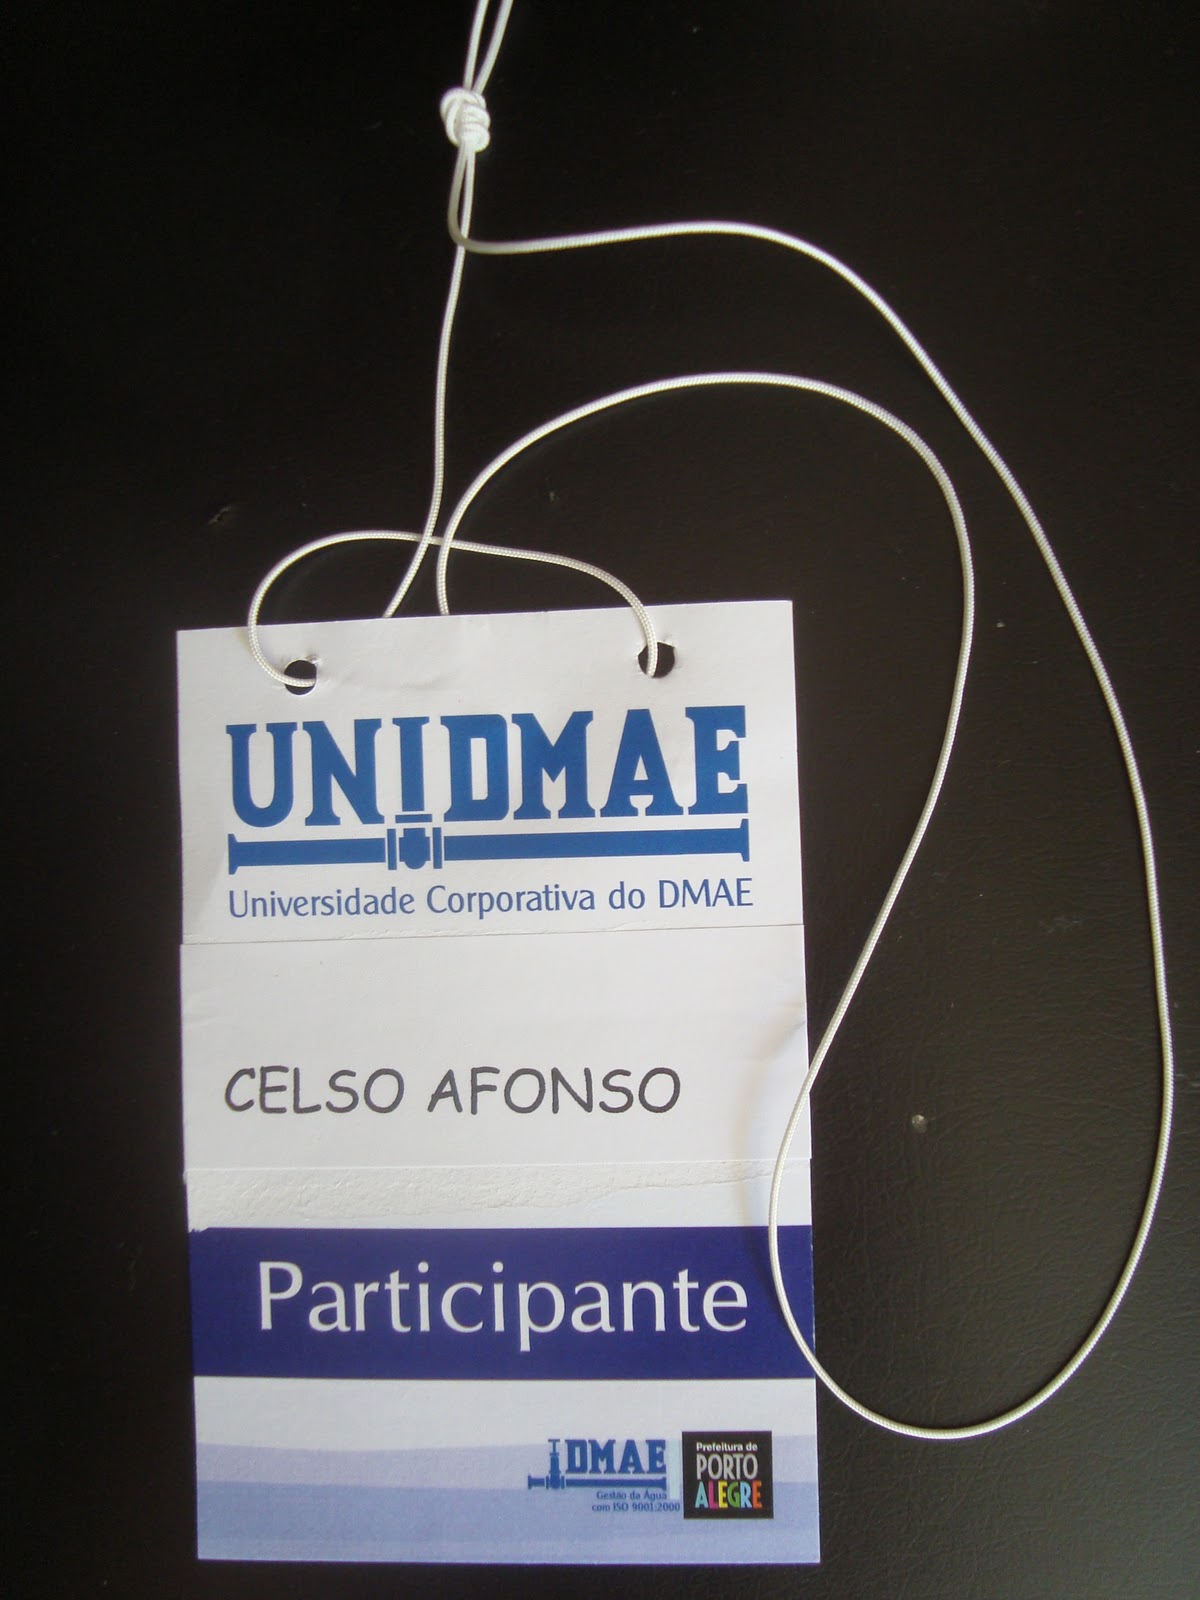 UNIDMAE
Universidade Corporativa do DMAE
CELSO AFONSO
Participante
DMAE
Gestão da Água
com ISO 9001:2000
Prefeitura de
PORTO
ALEGRE